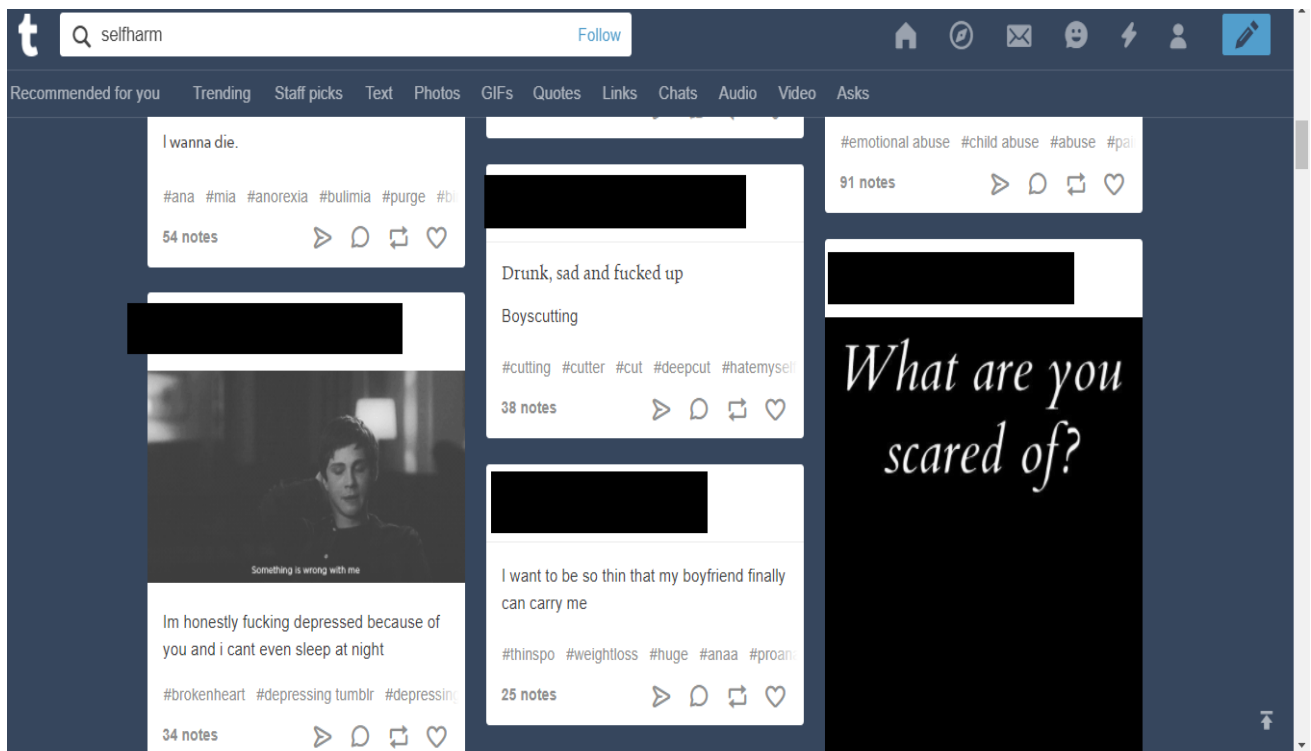 t
selfharm
Follow
Recommended for you Trending Staff picks Text Photos GIFs Quotes Links Chats Audio Video Asks
I wanna die.
#ana #mia #anorexia #bulimia #purge
54 notes
Something is wrong with me
Im honestly fucking depressed because of
you and i cant even sleep at night
#brokenheart #depressing tumblr #depressing
34 notes
Drunk, sad and fucked up
Boyscutting
#cutting #cutter #cut #deepcut #hatemysel
38 notes
I want to be so thin that my boyfriend finally
can carry me
#thinspo #weightloss #huge #anaa #proana
25 notes
#emotional abuse #child abuse #abuse #pai
91 notes
What are you
scared of?